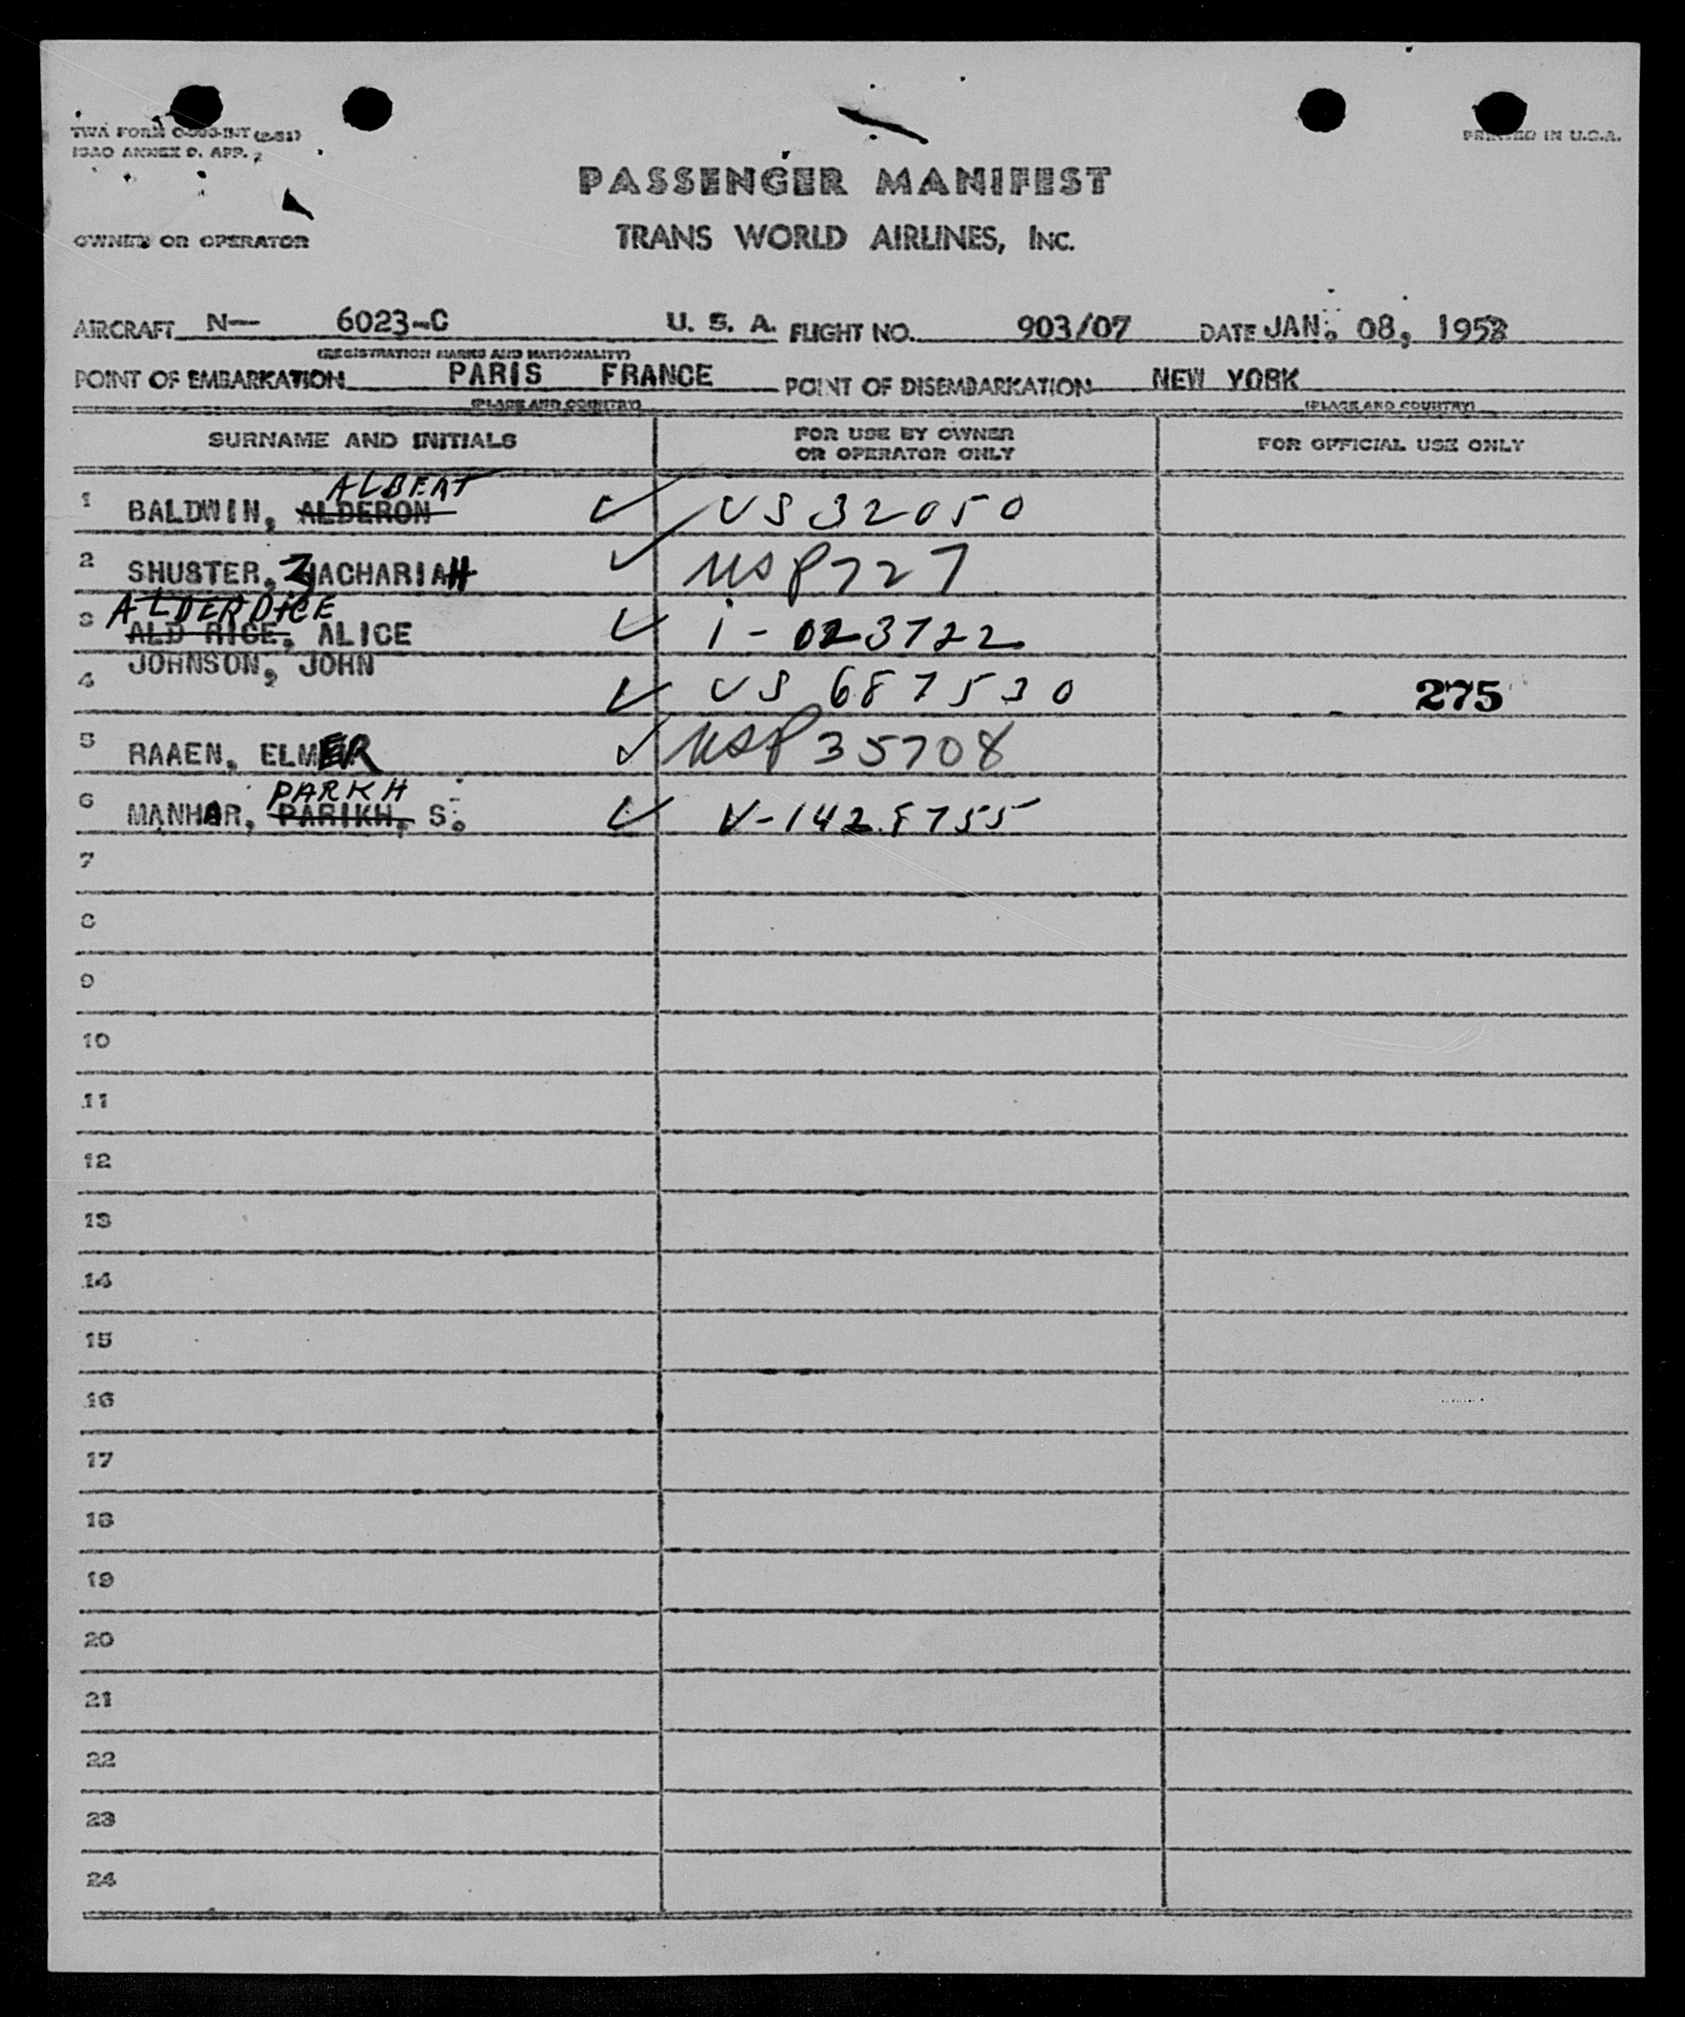 TWA FORM
ICAO ANNEX 9. APP. 2
PRINTED IN U.S.A.
PASSENGER MANIFEST
OWNER OR OPERATOR
TRANS WORLD AIRLINES, INC.
AIRCRAFT N— 6023-C U. S. A. FLIGHT NO. 903/07 DATE JAN. 08, 1953
(REGISTRATION MARKS AND NATIONALITY)
POINT OF EMBARKATION PARIS FRANCE POINT OF DISEMBARKATION NEW YORK
(PLACE AND COUNTRY) (PLACE AND COUNTRY)
SURNAME AND INITIALS FOR USE BY OWNER OR OPERATOR ONLY FOR OFFICIAL USE ONLY
ALBERT
1 BALDWIN, ALDERON ✓ US 32050
2 SHUSTER, ZACHARIAH ✓ USP 727
ALDERDICE
3 ALD RICE, ALICE ✓ i - 023722
JOHNSON, JOHN
4 ✓ US 687530 275
5 RAAEN, ELMER ✓ USP 35708
PARKH
6 MANHAR, PARIKH, S. ✓ V-1428755
7
8
9
10
11
12
13
14
15
16
17
18
19
20
21
22
23
24